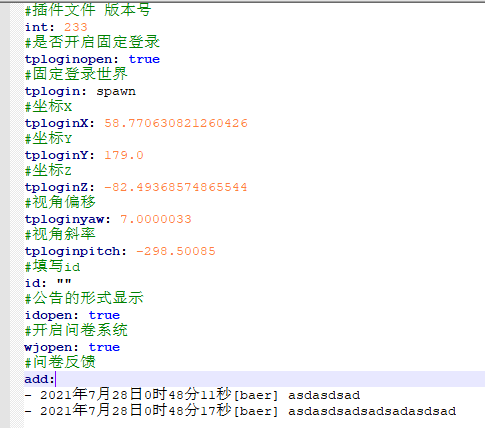 #插件文件 版本号
int: 233
#是否开启固定登录
tploginopen: true
#固定登录世界
tplogin: spawn
#坐标X
tploginX: 58.770630821260426
#坐标Y
tploginY: 179.0
#坐标Z
tploginZ: -82.49368574865544
#视角偏移
tploginyaw: 7.0000033
#视角斜率
tploginpitch: -298.50085
#填写id
id: ""
#公告的形式显示
idopen: true
#开启问卷系统
wjopen: true
#问卷反馈
add:
- 2021年7月28日0时48分11秒[baer] asdasdsad
- 2021年7月28日0时48分17秒[baer] asdasdsadsadsadasdsad